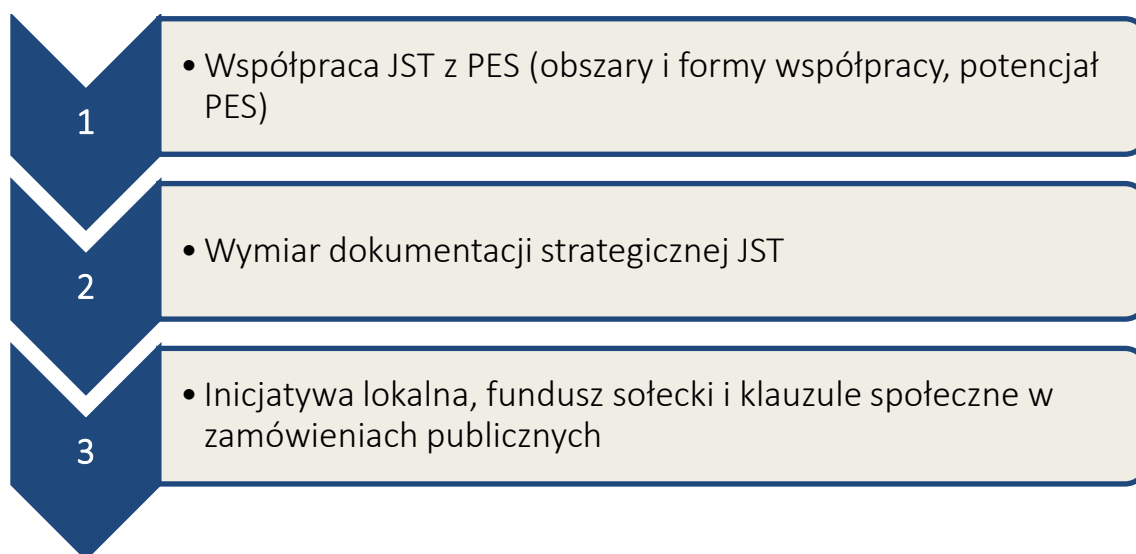 1
• Współpraca JST z PES (obszary i formy współpracy, potencjał
PES)
2
• Wymiar dokumentacji strategicznej JST
3
• Inicjatywa lokalna, fundusz sołecki i klauzule społeczne w
zamówieniach publicznych